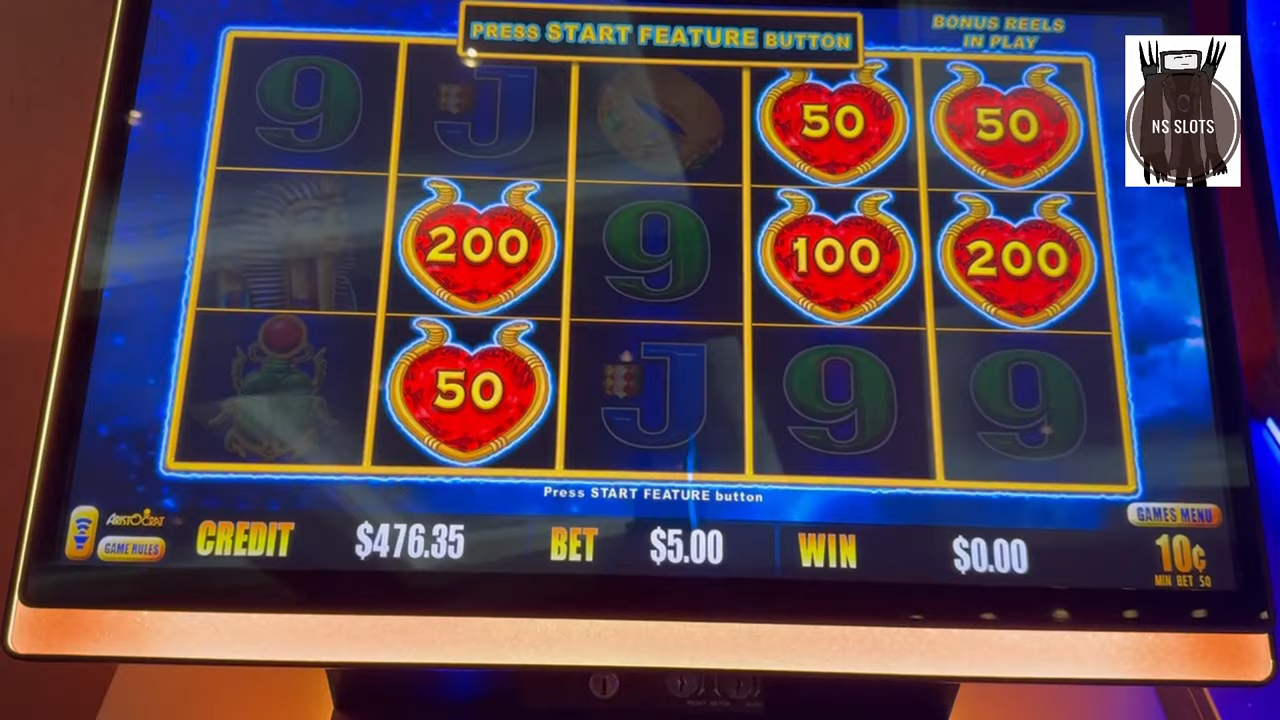 PRESS START FEATURE BUTTON
BONUS REELS
IN PLAY
NS SLOTS
9 J 50 50
200 9 100 200
50 J 9 9
Press START FEATURE button
GAMES MENU
ARISTOCRAT
GAME RULES
CREDIT $476.35 BET $5.00 WIN $0.00
10¢
MIN BET 50